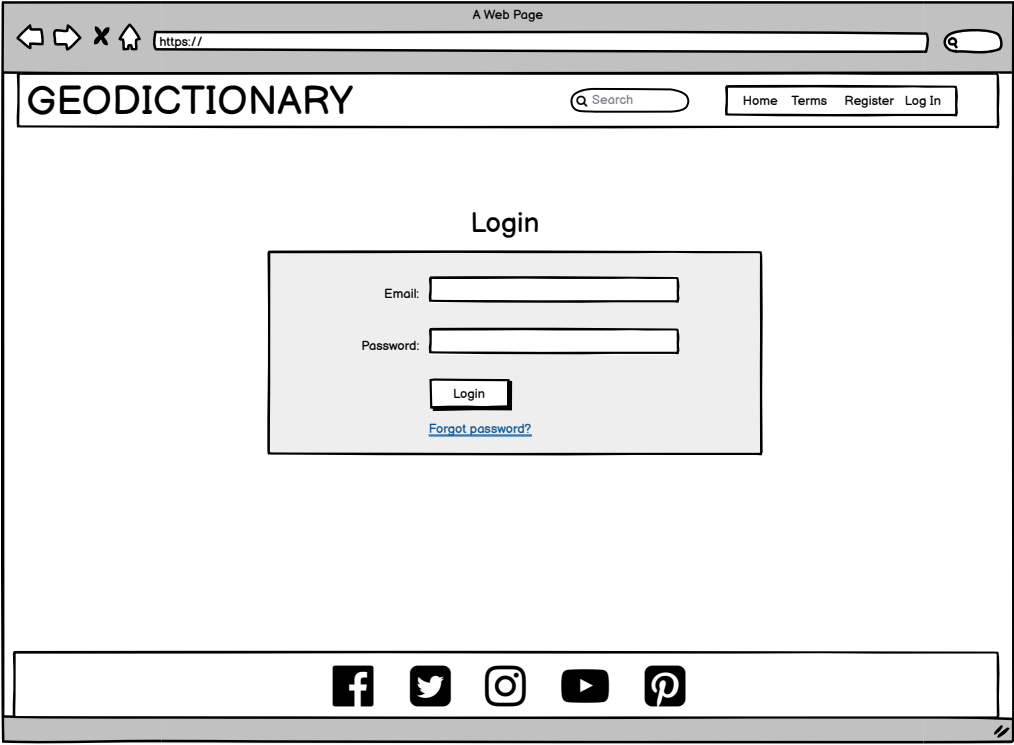 A Web Page
https://
GEODICTIONARY
Search
Home Terms Register Log In
Login
Email:
Password:
Login
Forgot password?